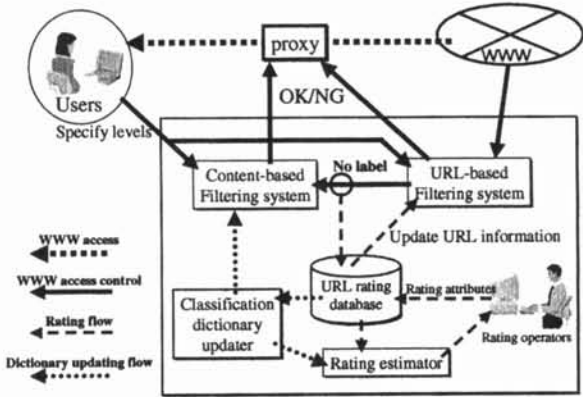 proxy
WWW
Users
OK/NG
Specify levels
No label
Content-based
Filtering system
URL-based
Filtering system
Update URL information
WWW access
WWW access control
Rating flow
Dictionary updating flow
Classification
dictionary
updater
URL rating
database
Rating attributes
Rating operators
Rating estimator